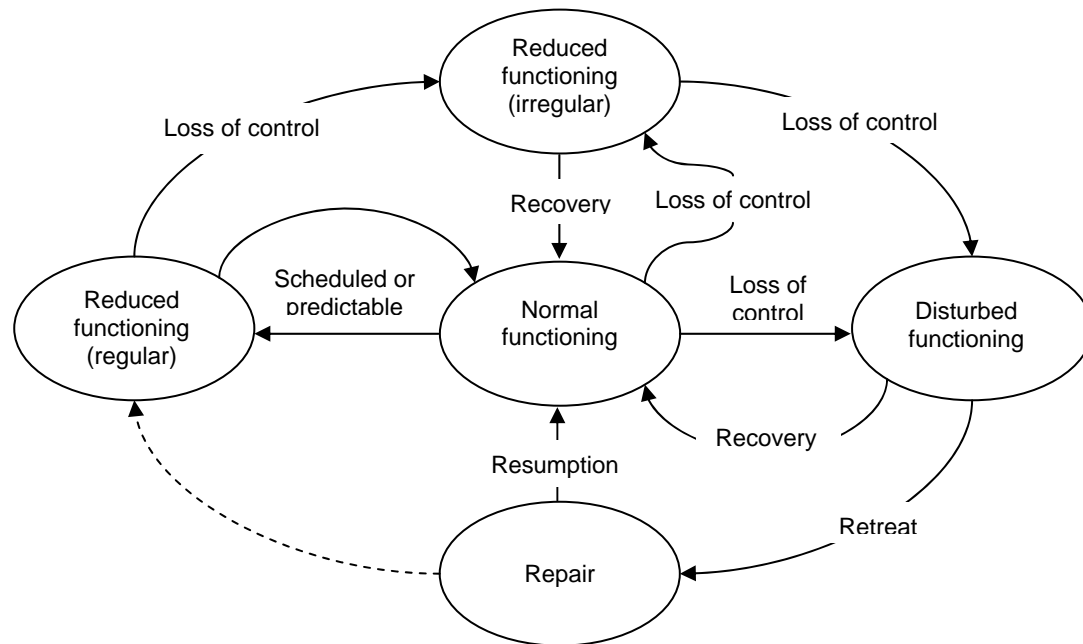 Reduced
functioning
(irregular)
Loss of control
Loss of control
Recovery
Loss of control
Scheduled or
predictable
Reduced
functioning
(regular)
Normal
functioning
Loss of
control
Disturbed
functioning
Recovery
Resumption
Retreat
Repair